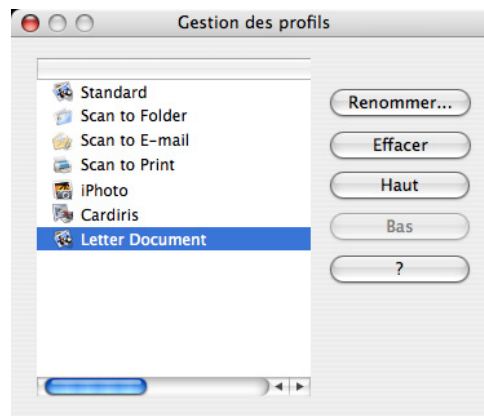 Gestion des profils
Standard
Scan to Folder
Scan to E-mail
Scan to Print
iPhoto
Cardiris
Letter Document
Renommer...
Effacer
Haut
Bas
?